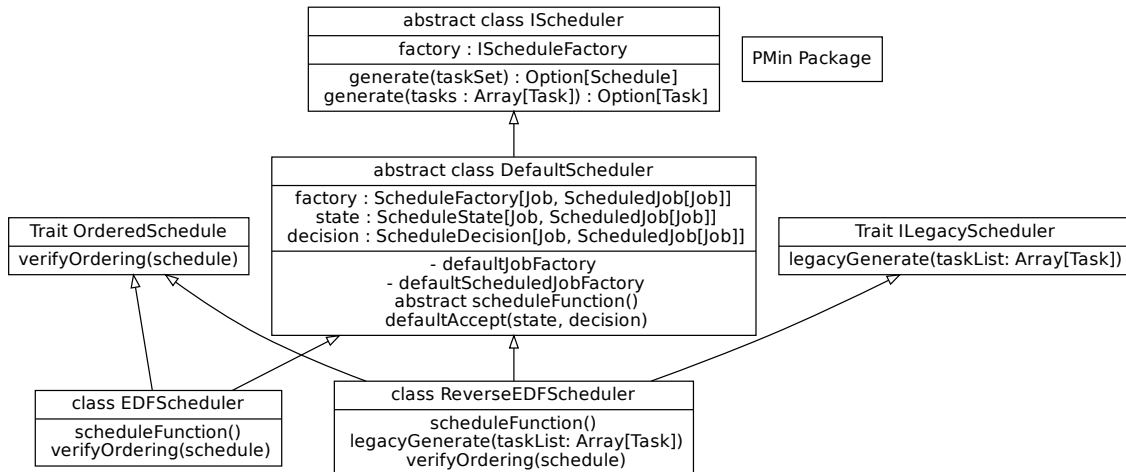 abstract class IScheduler
factory : IScheduleFactory
generate(taskSet) : Option[Schedule]
generate(tasks : Array[Task]) : Option[Task]
PMin Package
abstract class DefaultScheduler
factory : ScheduleFactory[Job, ScheduledJob[Job]]
state : ScheduleState[Job, ScheduledJob[Job]]
decision : ScheduleDecision[Job, ScheduledJob[Job]]
- defaultJobFactory
- defaultScheduledJobFactory
abstract scheduleFunction()
defaultAccept(state, decision)
Trait OrderedSchedule
verifyOrdering(schedule)
Trait ILegacyScheduler
legacyGenerate(taskList: Array[Task])
class EDFScheduler
scheduleFunction()
verifyOrdering(schedule)
class ReverseEDFScheduler
scheduleFunction()
legacyGenerate(taskList: Array[Task])
verifyOrdering(schedule)